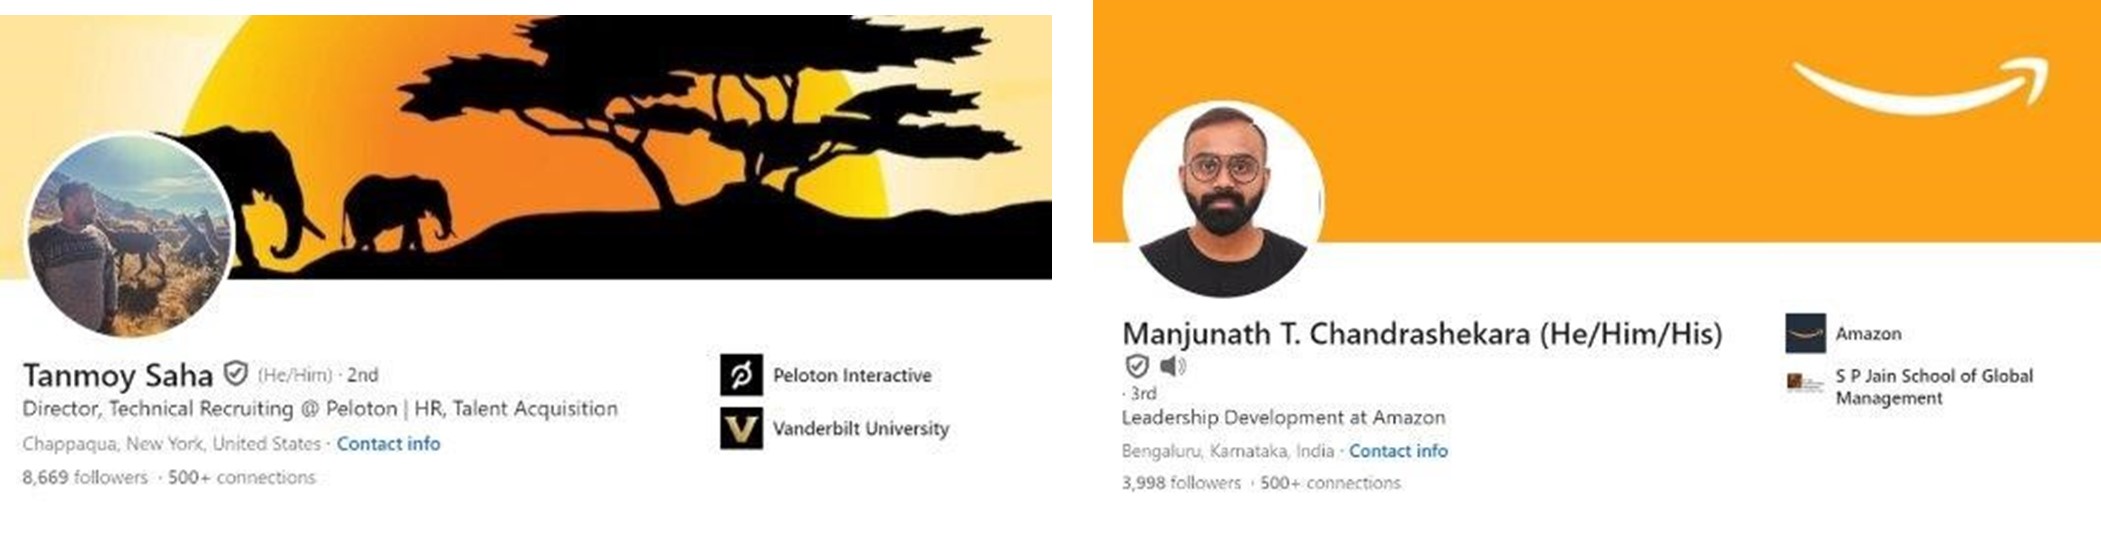 Tanmoy Saha (He/Him) · 2nd
Director, Technical Recruiting @ Peloton | HR, Talent Acquisition
Chappaqua, New York, United States · Contact info
8,669 followers · 500+ connections
Peloton Interactive
Vanderbilt University
Manjunath T. Chandrashekara (He/Him/His)
· 3rd
Leadership Development at Amazon
Bengaluru, Karnataka, India · Contact info
3,998 followers · 500+ connections
Amazon
S P Jain School of Global
Management